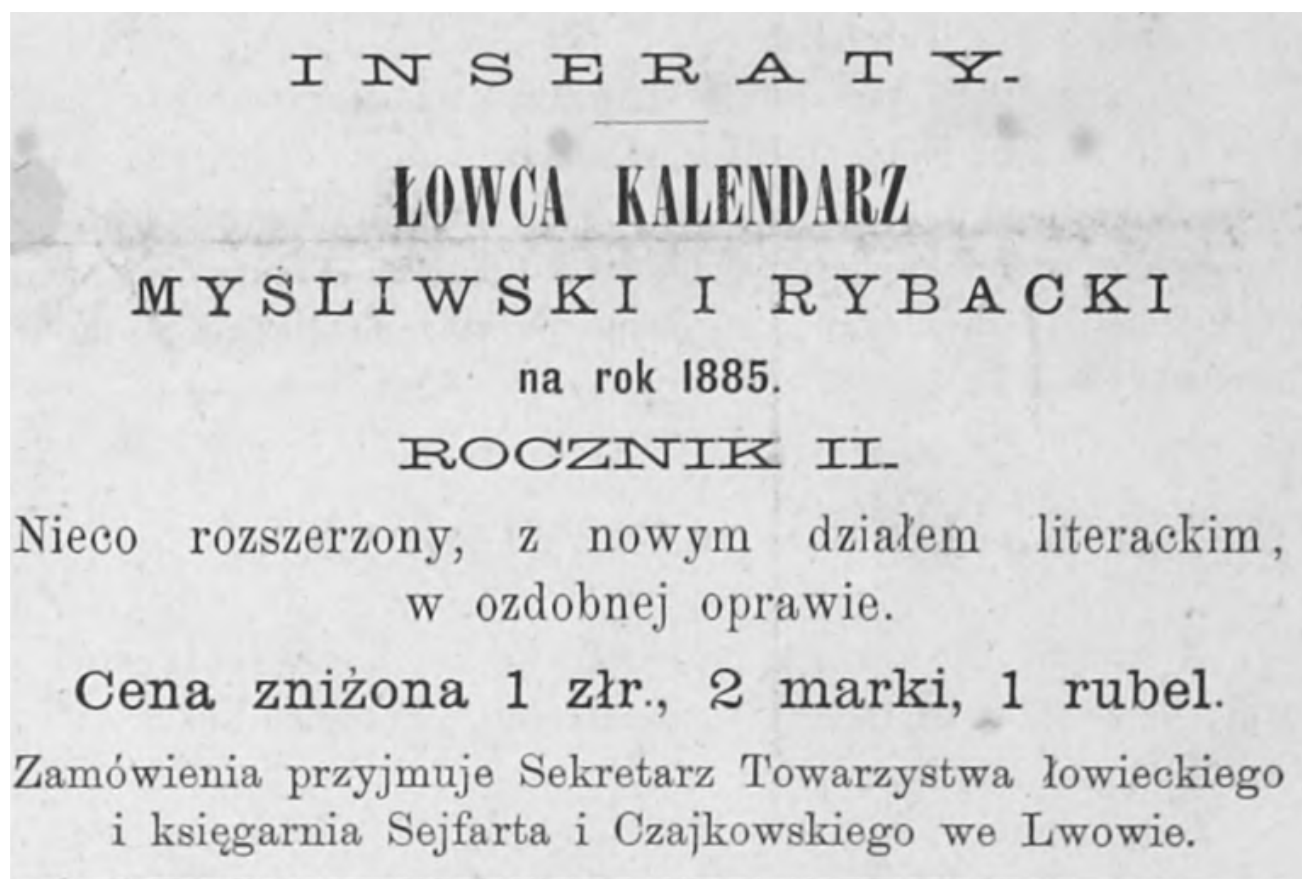 INSERATY.
ŁOWCA KALENDARZ
MYŚLIWSKI I RYBACKI
na rok 1885.
ROCZNIK II.
Nieco rozszerzony, z nowym działem literackim,
w ozdobnej oprawie.
Cena zniżona 1 złr., 2 marki, 1 rubel.
Zamówienia przyjmuje Sekretarz Towarzystwa łowieckiego
i księgarnia Sejfarta i Czajkowskiego we Lwowie.